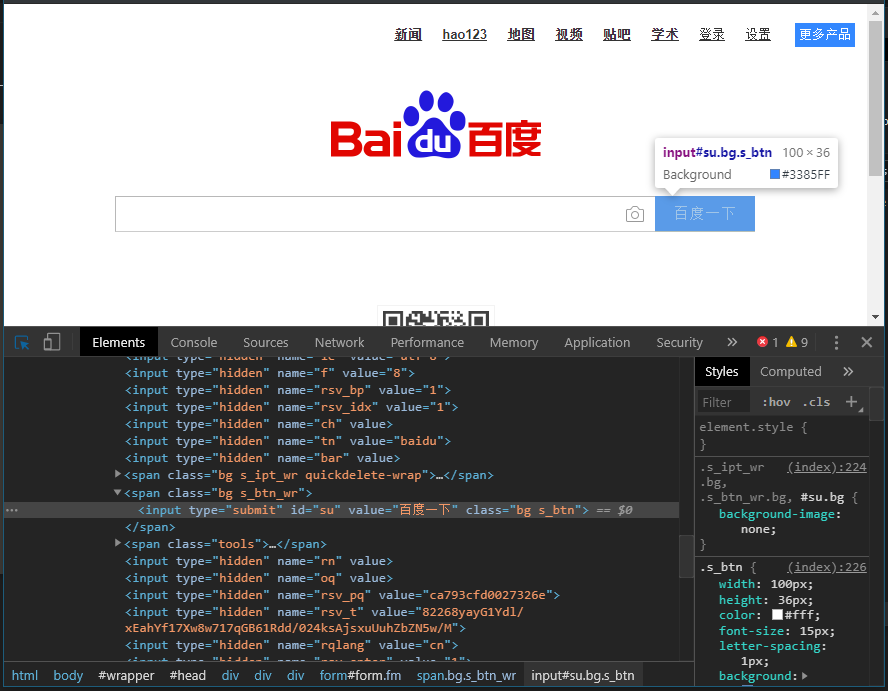 新闻 hao123 地图 视频 贴吧 学术 登录 设置 更多产品
Bai du 百度
input#su.bg.s_btn 100 × 36
Background #3385FF
百度一下
Elements Console Sources Network Performance Memory Application Security » 1 9
<input type="hidden" name="ie" value="utf-8">
<input type="hidden" name="f" value="8">
<input type="hidden" name="rsv_bp" value="1">
<input type="hidden" name="rsv_idx" value="1">
<input type="hidden" name="ch" value>
<input type="hidden" name="tn" value="baidu">
<input type="hidden" name="bar" value>
<span class="bg s_ipt_wr quickdelete-wrap">…</span>
<span class="bg s_btn_wr">
<input type="submit" id="su" value="百度一下" class="bg s_btn"> == $0
</span>
<span class="tools">…</span>
<input type="hidden" name="rn" value>
<input type="hidden" name="oq" value>
<input type="hidden" name="rsv_pq" value="ca793cfd0027326e">
<input type="hidden" name="rsv_t" value="82268yayG1Ydl/
xEahYf17Xw8w717qGB61Rdd/024ksAjsxuUuhZbZN5w/M">
<input type="hidden" name="rqlang" value="cn">
html body #wrapper #head div div div form#form.fm span.bg.s_btn_wr input#su.bg.s_btn
Styles Computed »
Filter :hov .cls +
element.style {
}
.s_ipt_wr (index):224
.bg,
.s_btn_wr.bg, #su.bg {
background-image:
none;
}
.s_btn { (index):226
width: 100px;
height: 36px;
color: #fff;
font-size: 15px;
letter-spacing:
1px;
background: